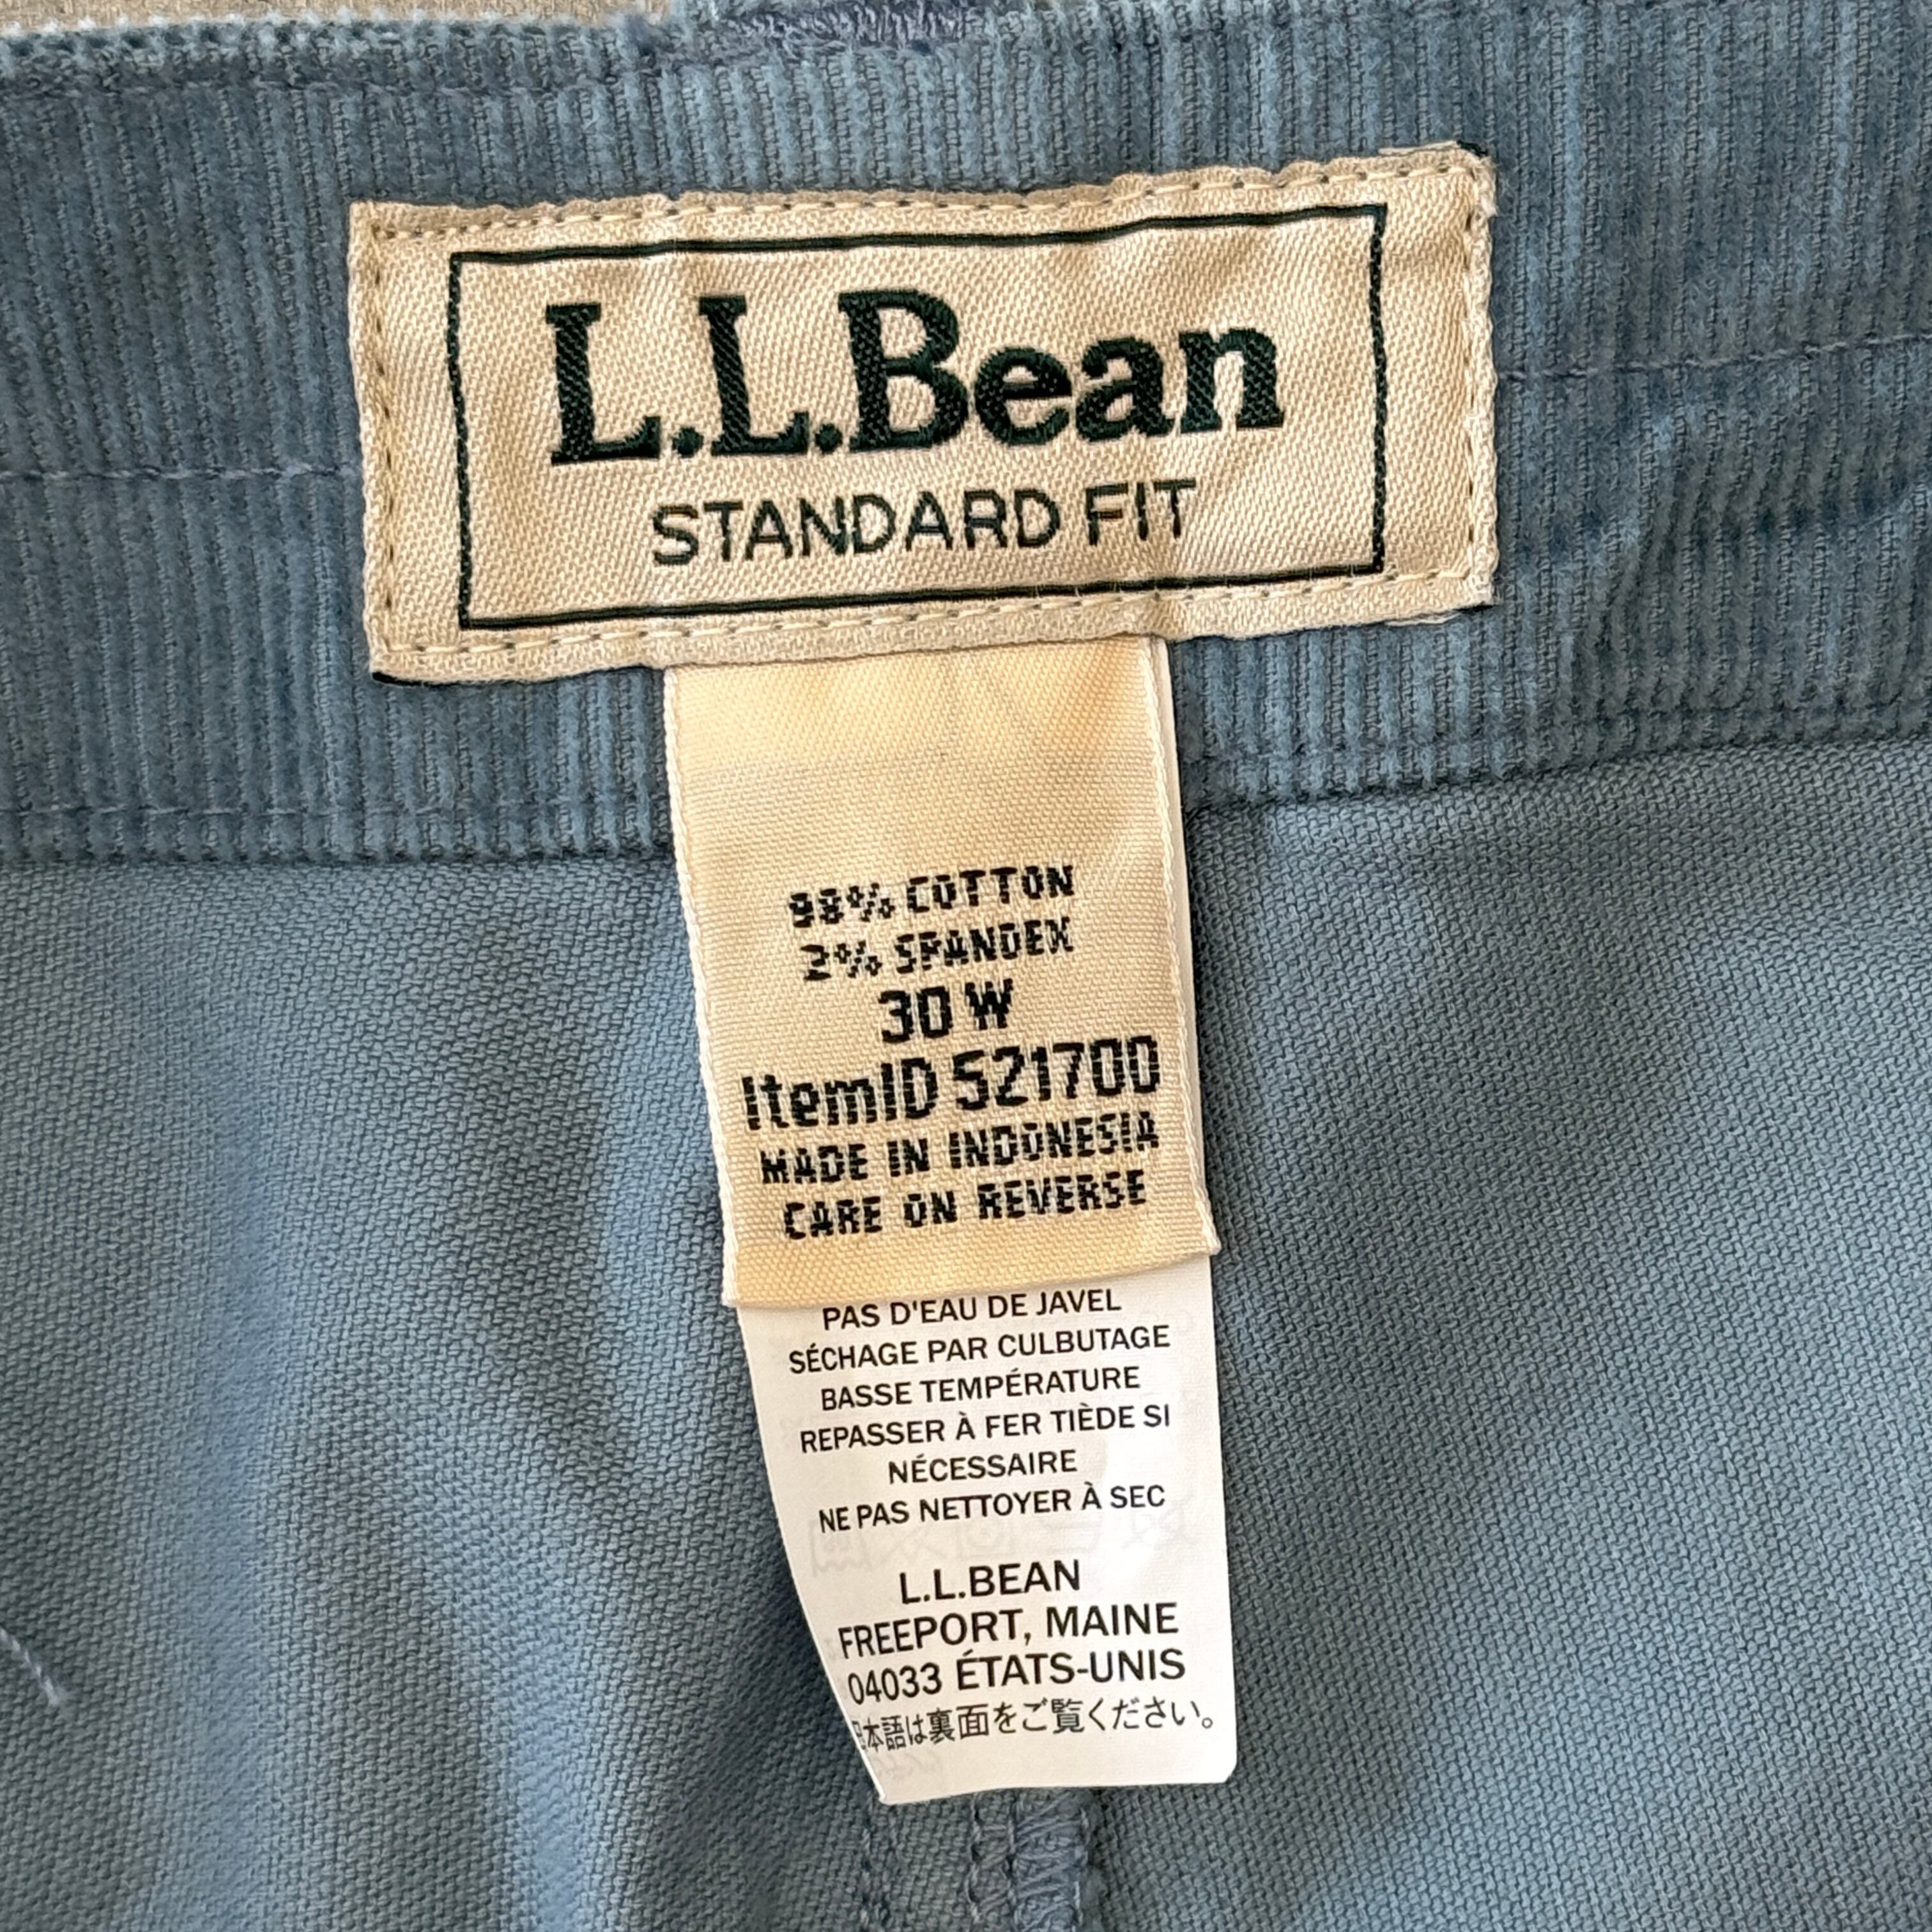 L.L.Bean
STANDARD FIT
98% COTTON
2% SPANDEX
30 W
ItemID 521700
MADE IN INDONESIA
CARE ON REVERSE
PAS D'EAU DE JAVEL
SÉCHAGE PAR CULBUTAGE
BASSE TEMPÉRATURE
REPASSER À FER TIÈDE SI
NÉCESSAIRE
NE PAS NETTOYER À SEC
L.L.BEAN
FREEPORT, MAINE
04033 ÉTATS-UNIS
日本語は裏面をご覧ください。